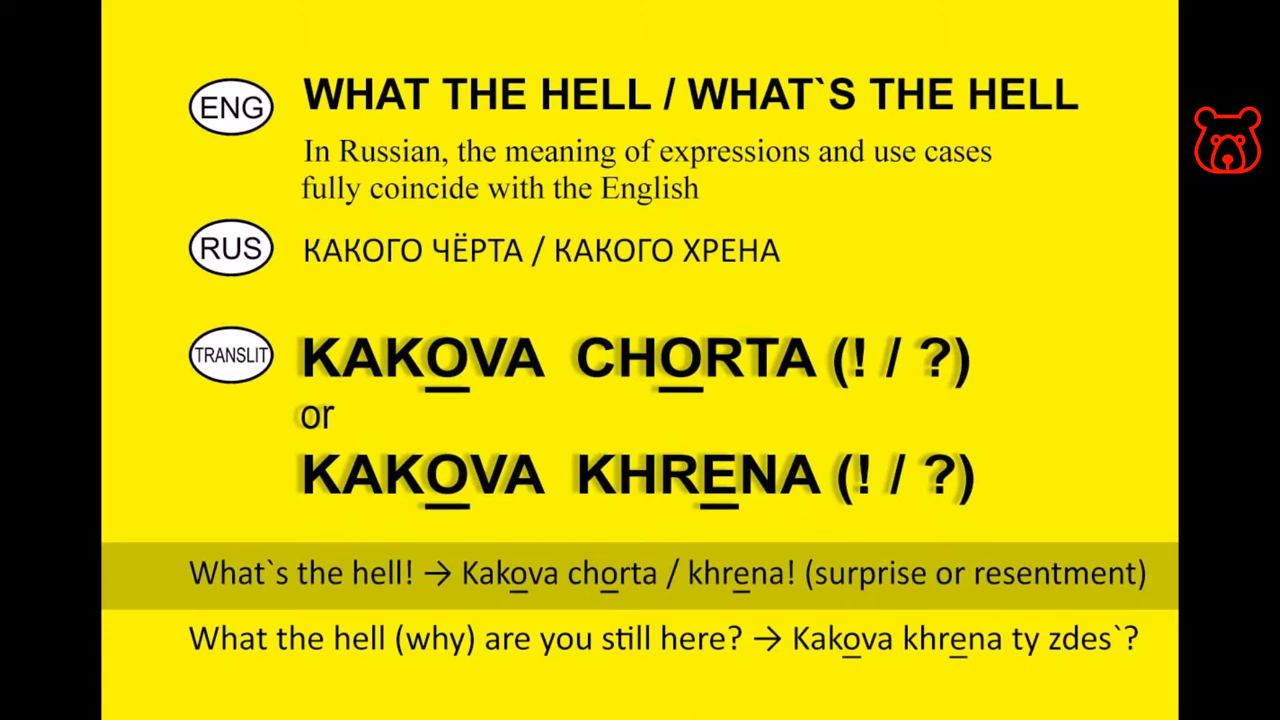 ENG WHAT THE HELL / WHAT`S THE HELL
In Russian, the meaning of expressions and use cases
fully coincide with the English
RUS КАКОГО ЧЁРТА / КАКОГО ХРЕНА
TRANSLIT KAKOVA CHORTA (! / ?)
or
KAKOVA KHRENA (! / ?)
What`s the hell! → Kakova chorta / khrena! (surprise or resentment)
What the hell (why) are you still here? → Kakova khrena ty zdes`?